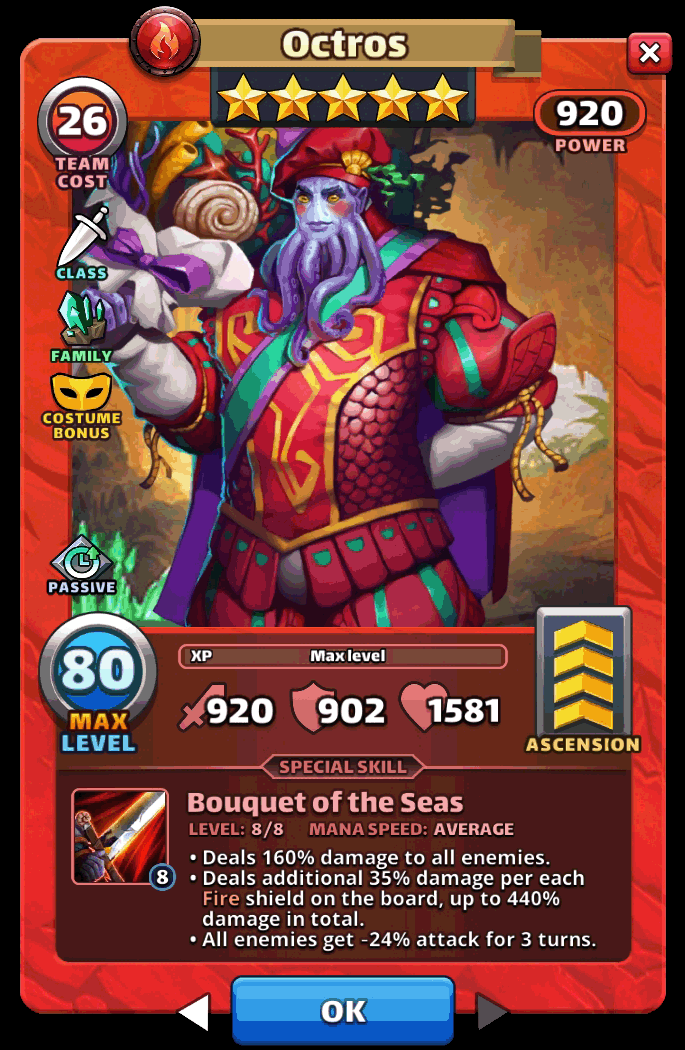 Octros
26
TEAM
COST
920
POWER
CLASS
FAMILY
COSTUME
BONUS
PASSIVE
80
MAX
LEVEL
XP Max level
920 902 1581
ASCENSION
SPECIAL SKILL
Bouquet of the Seas
LEVEL: 8/8 MANA SPEED: AVERAGE
8
• Deals 160% damage to all enemies.
• Deals additional 35% damage per each
Fire shield on the board, up to 440%
damage in total.
• All enemies get -24% attack for 3 turns.
OK